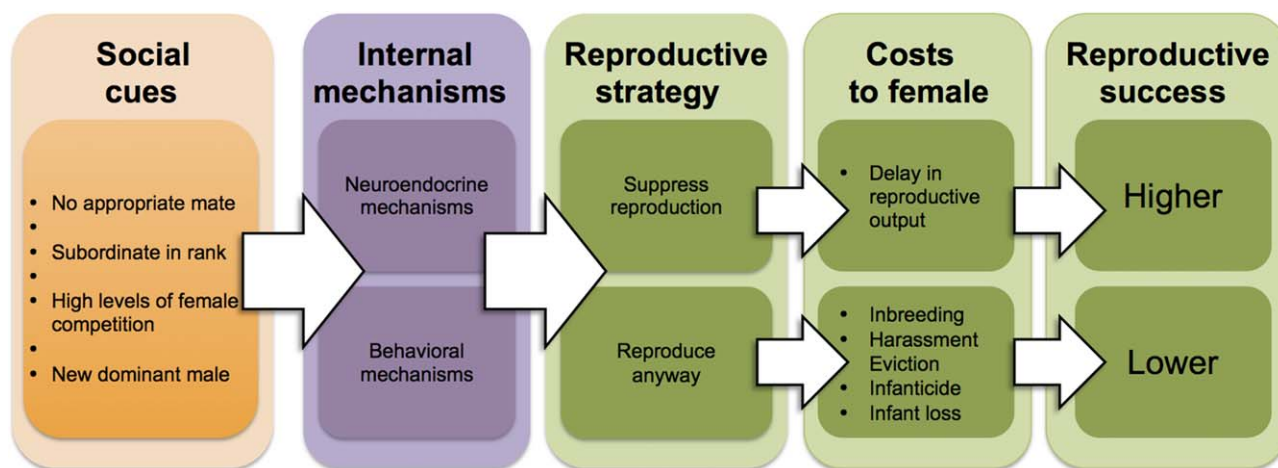 Social
cues
• No appropriate mate
•
• Subordinate in rank
•
• High levels of female
competition
•
• New dominant male
Internal
mechanisms
Neuroendocrine
mechanisms
Behavioral
mechanisms
Reproductive
strategy
Suppress
reproduction
Reproduce
anyway
Costs
to female
• Delay in
reproductive
output
• Inbreeding
• Harassment
• Eviction
• Infanticide
• Infant loss
Reproductive
success
Higher
Lower